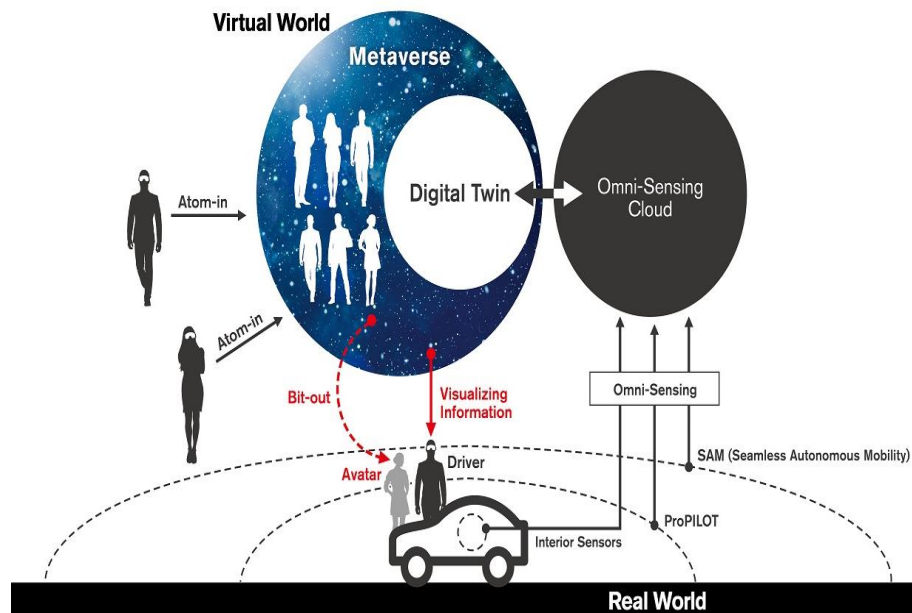 Virtual World
Metaverse
Digital Twin
Omni-Sensing
Cloud
Atom-in
Atom-in
Bit-out
Visualizing
Information
Omni-Sensing
Avatar
Driver
SAM (Seamless Autonomous Mobility)
ProPILOT
Interior Sensors
Real World